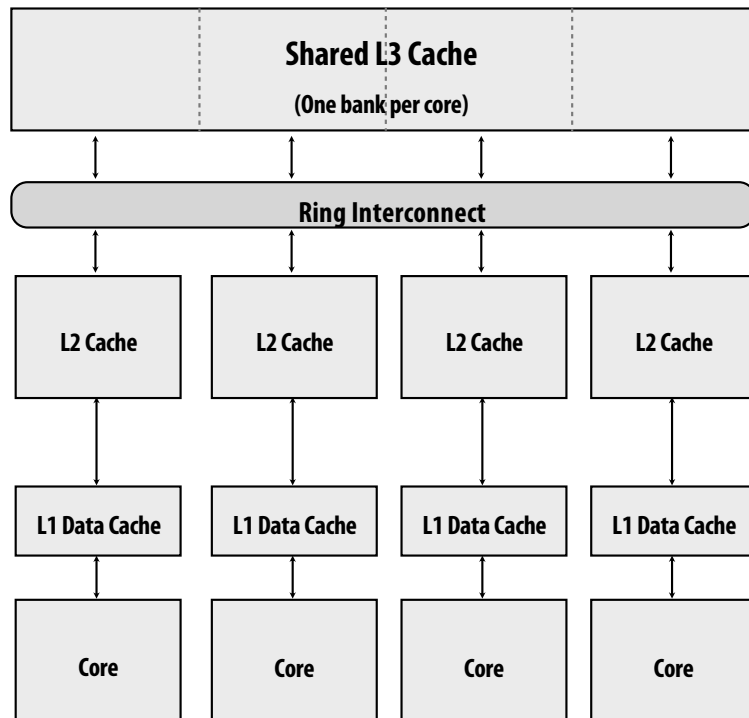 Shared L3 Cache
(One bank per core)
Ring Interconnect
L2 Cache
L2 Cache
L2 Cache
L2 Cache
L1 Data Cache
L1 Data Cache
L1 Data Cache
L1 Data Cache
Core
Core
Core
Core